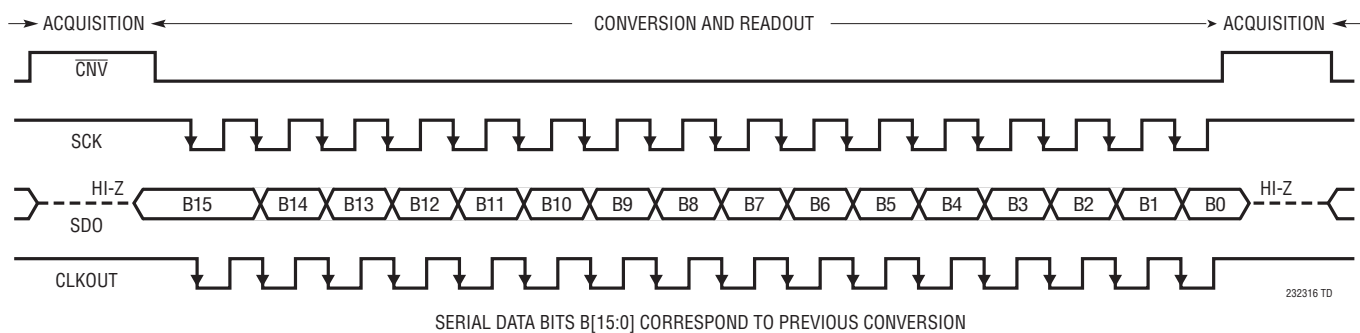 ACQUISITION CONVERSION AND READOUT ACQUISITION
CNV
SCK
HI-Z B15 B14 B13 B12 B11 B10 B9 B8 B7 B6 B5 B4 B3 B2 B1 B0 HI-Z
SDO
CLKOUT
232316 TD
SERIAL DATA BITS B[15:0] CORRESPOND TO PREVIOUS CONVERSION